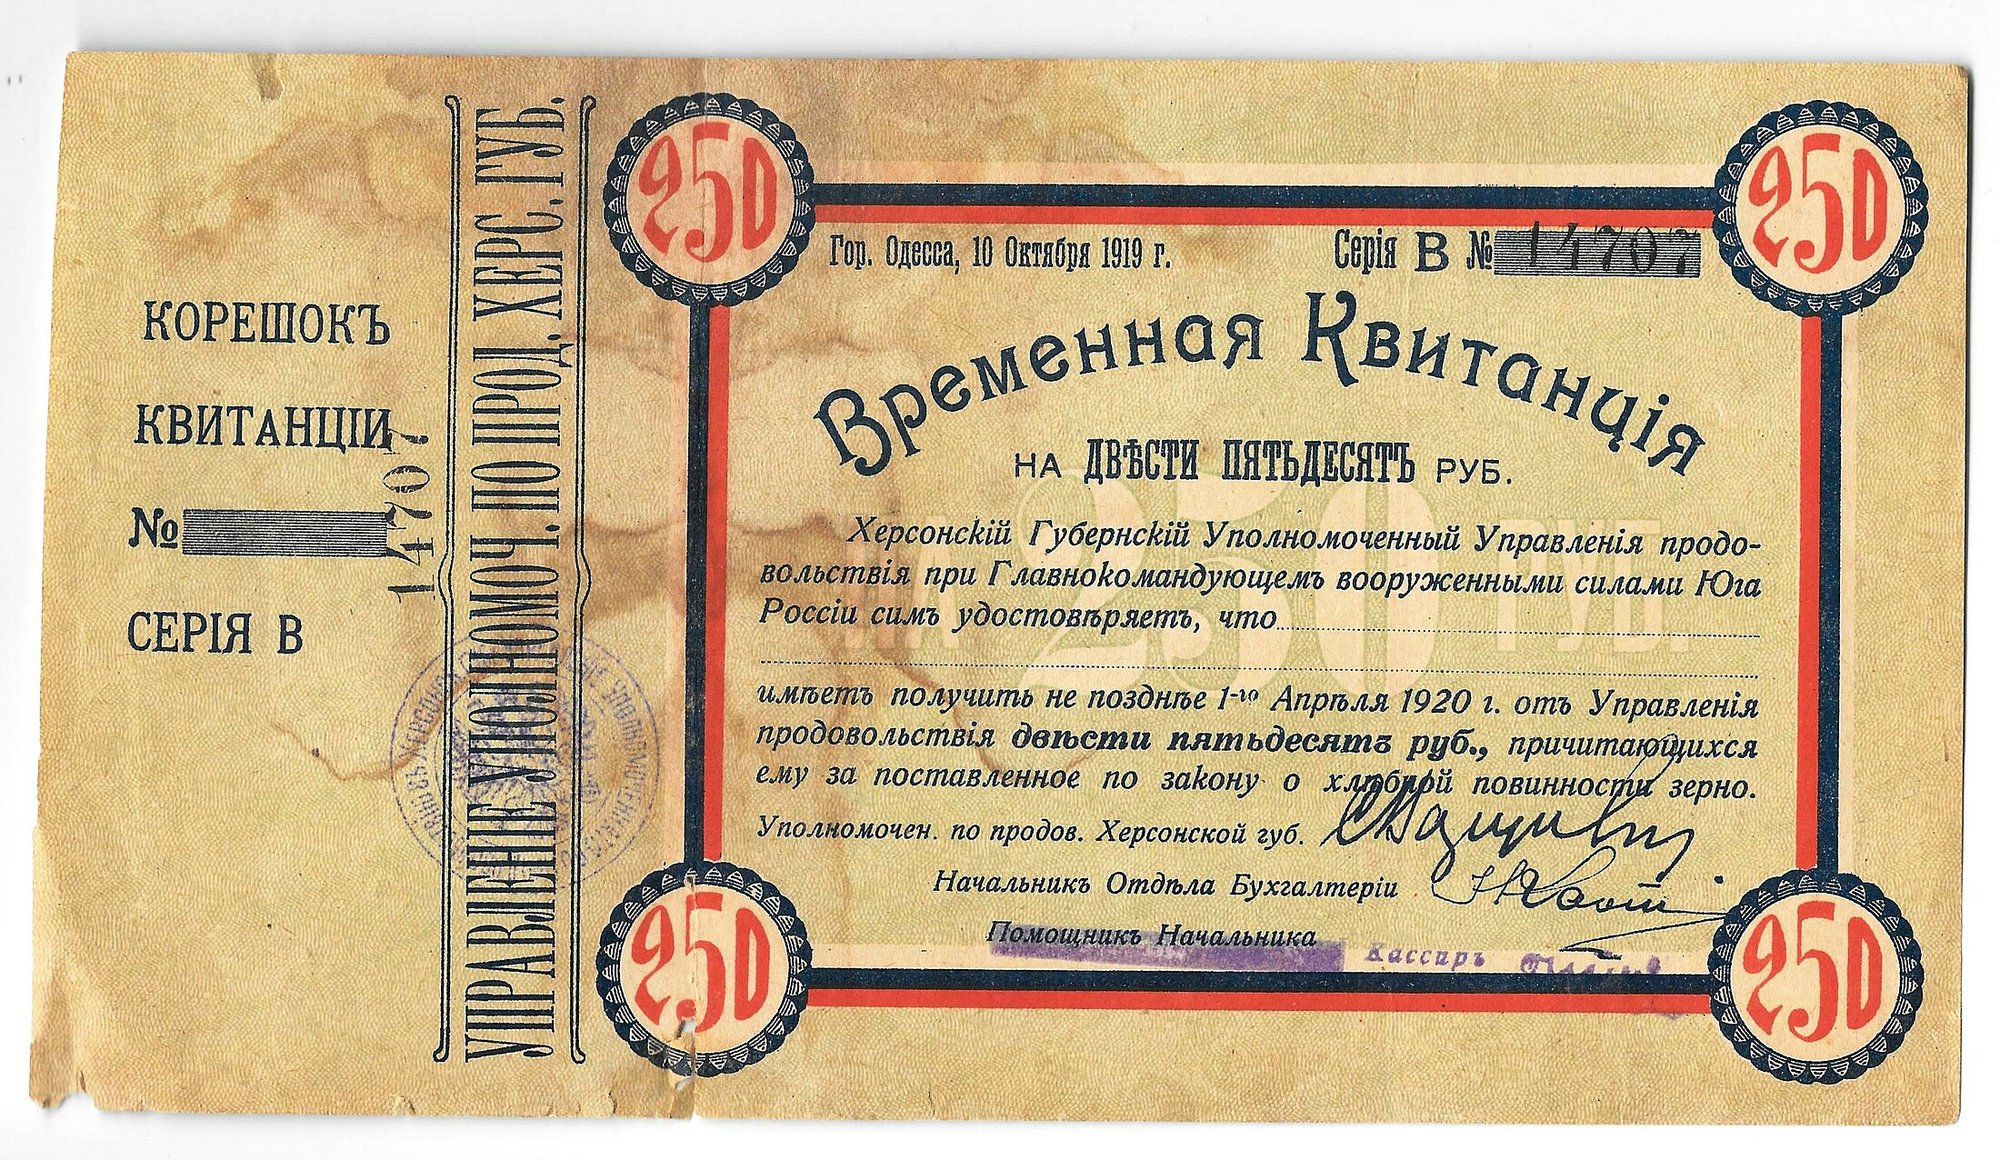 КОРЕШОКЪ
КВИТАНЦІИ
№ 14707
СЕРІЯ В
УПРАВЛЕНІЕ УПОЛНОМОЧ. ПО ПРОД. ХЕРС. ГУБ.
250
250
Гор. Одесса, 10 Октября 1919 г. Серія В № 14707
Временная Квитанція
НА ДВѢСТИ ПЯТЬДЕСЯТЪ РУБ.
НА 250 РУБ.
Херсонскій Губернскій Уполномоченный Управленія продо-
вольствія при Главнокомандующемъ вооруженными силами Юга
Россіи симъ удостовѣряетъ, что
имѣетъ получить не позднѣе 1-го Апрѣля 1920 г. отъ Управленія
продовольствія двѣсти пятьдесятъ руб., причитающихся
ему за поставленное по закону о хлѣбной повинности зерно.
Уполномочен. по продов. Херсонской губ.
Начальникъ Отдѣла Бухгалтеріи
Помощникъ Начальника
Кассиръ
250
250